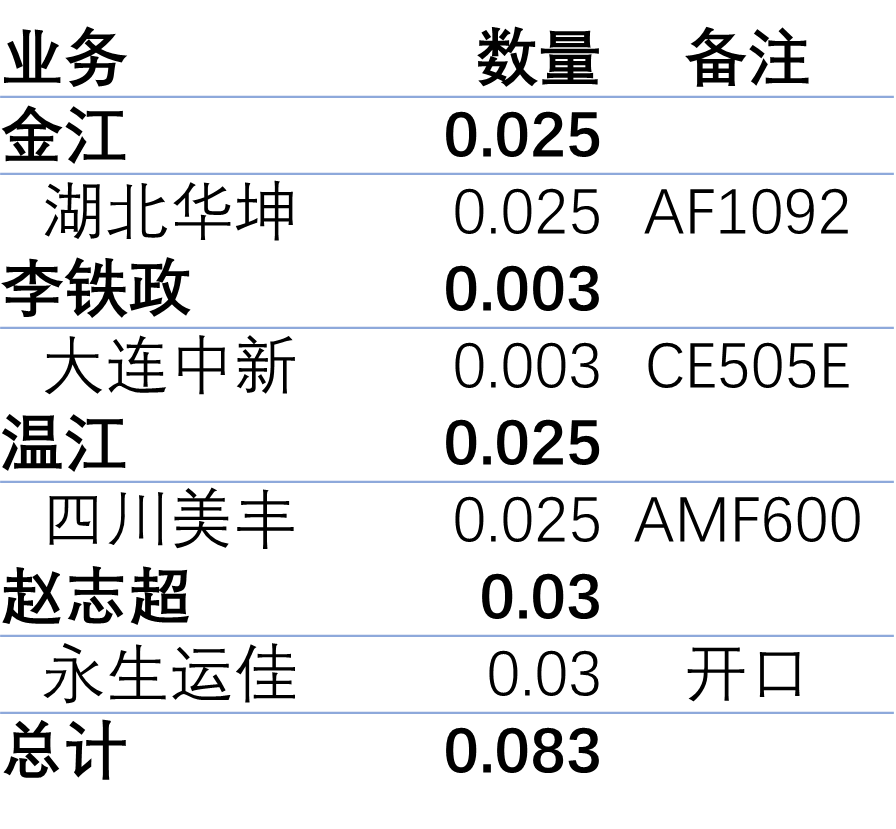 业务 数量 备注
金江 0.025
湖北华坤 0.025 AF1092
李铁政 0.003
大连中新 0.003 CE505E
温江 0.025
四川美丰 0.025 AMF600
赵志超 0.03
永生运佳 0.03 开口
总计 0.083